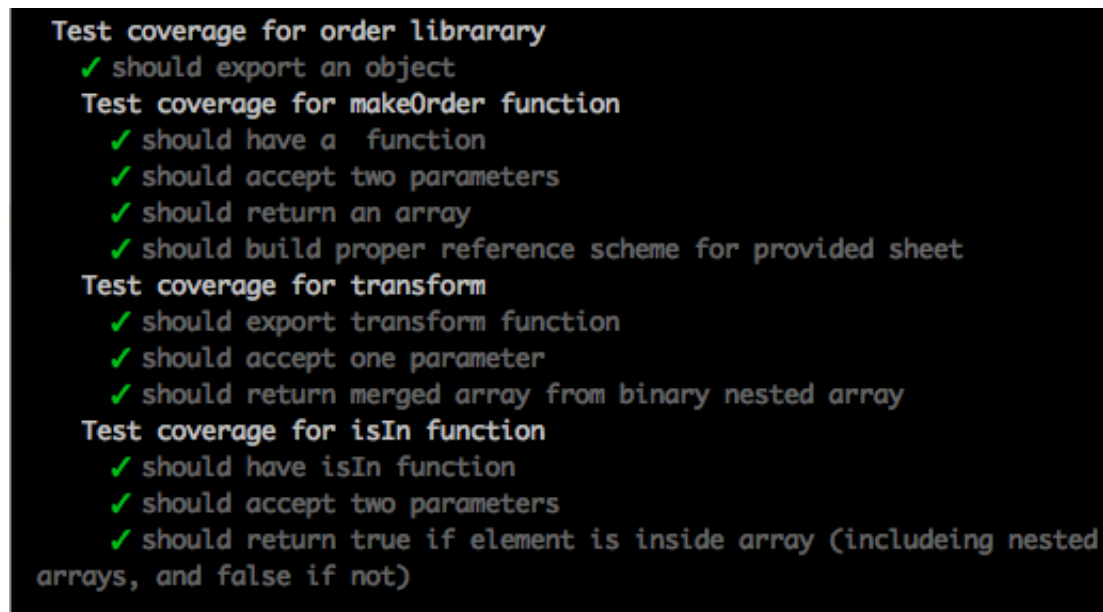 Test coverage for order librarary
✓ should export an object
Test coverage for makeOrder function
✓ should have a  function
✓ should accept two parameters
✓ should return an array
✓ should build proper reference scheme for provided sheet
Test coverage for transform
✓ should export transform function
✓ should accept one parameter
✓ should return merged array from binary nested array
Test coverage for isIn function
✓ should have isIn function
✓ should accept two parameters
✓ should return true if element is inside array (includeing nested
arrays, and false if not)